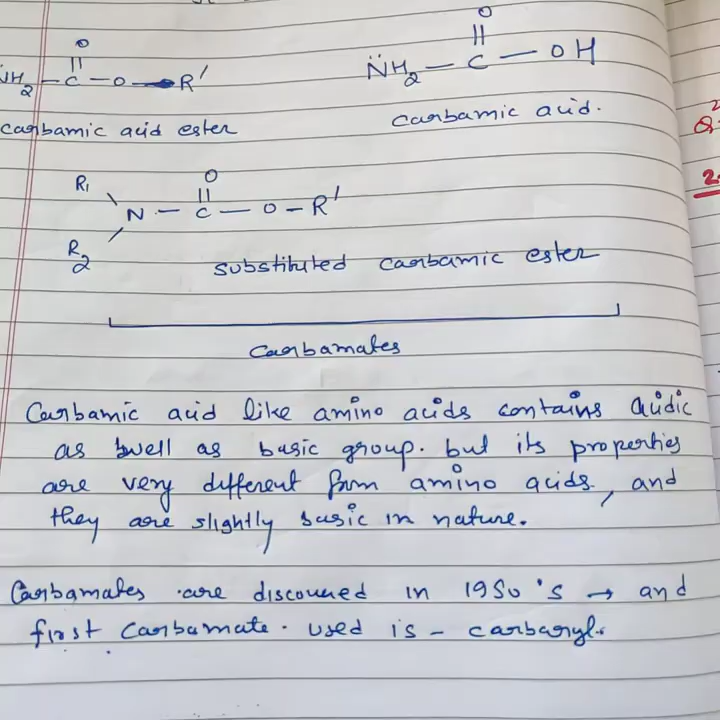 O
NH2 - C - O - R'
carbamic acid ester
O
NH2 - C - OH
carbamic acid.
R1
O
N - C - O - R'
R2
substituted carbamic ester
Carbamates
Carbamic acid like amino acids contains acidic
as well as basic group. but its properties
are very different from amino acids, and
they are slightly basic in nature.
Carbamates are discovered in 1950's → and
first Carbamate used is - carbaryl.
2